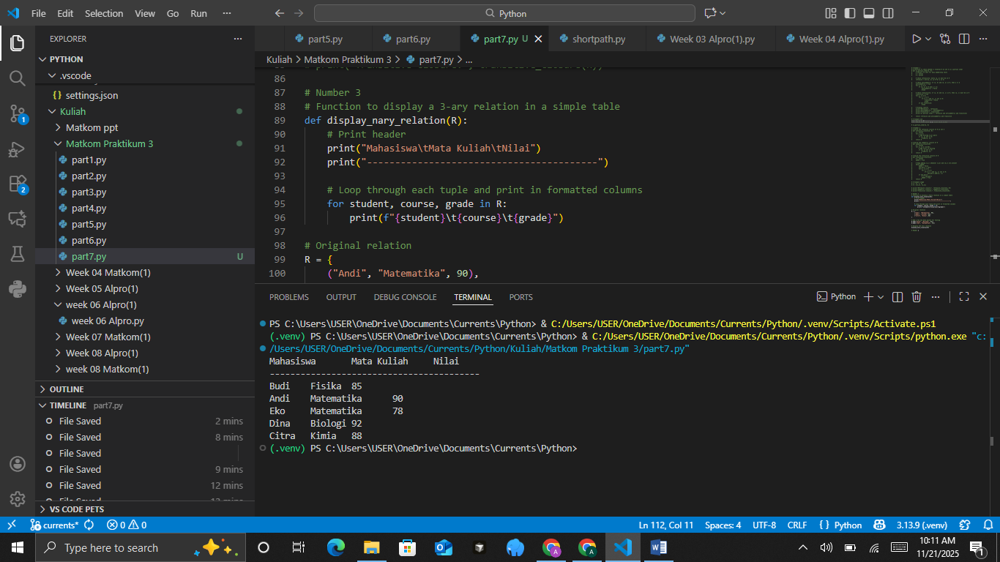 File Edit Selection View Go Run ···
Python
EXPLORER ···
PYTHON
.vscode
{} settings.json
Kuliah
Matkom ppt
Matkom Praktikum 3
part1.py
part2.py
part3.py
part4.py
part5.py
part6.py
part7.py U
Week 04 Matkom(1)
Week 05 Alpro(1)
week 06 Alpro(1)
week 06 Alpro.py
Week 07 Matkom(1)
Week 08 Alpro(1)
week 08 Matkom(1)
OUTLINE
TIMELINE part7.py
File Saved 2 mins
File Saved 8 mins
File Saved
File Saved 9 mins
File Saved 12 mins
VS CODE PETS
1
2
part5.py part6.py part7.py U shortpath.py Week 03 Alpro(1).py Week 04 Alpro(1).py
Kuliah > Matkom Praktikum 3 > part7.py > ...
86
87 # Number 3
88 # Function to display a 3-ary relation in a simple table
89 def display_nary_relation(R):
90 # Print header
91 print("Mahasiswa\tMata Kuliah\tNilai")
92 print("-----------------------------------------")
93
94 # Loop through each tuple and print in formatted columns
95 for student, course, grade in R:
96 print(f"{student}\t{course}\t{grade}")
97
98 # Original relation
99 R = {
100 ("Andi", "Matematika", 90),
PROBLEMS OUTPUT DEBUG CONSOLE TERMINAL PORTS Python
PS C:\Users\USER\OneDrive\Documents\Currents\Python> & C:/Users/USER/OneDrive/Documents/Currents/Python/.venv/Scripts/Activate.ps1
(.venv) PS C:\Users\USER\OneDrive\Documents\Currents\Python> & C:/Users/USER/OneDrive/Documents/Currents/Python/.venv/Scripts/python.exe "c:
/Users/USER/OneDrive/Documents/Currents/Python/Kuliah/Matkom Praktikum 3/part7.py"
Mahasiswa Mata Kuliah Nilai
-----------------------------------------
Budi Fisika 85
Andi Matematika 90
Eko Matematika 78
Dina Biologi 92
Citra Kimia 88
(.venv) PS C:\Users\USER\OneDrive\Documents\Currents\Python>
currents* 0 0 Ln 112, Col 11 Spaces: 4 UTF-8 CRLF {} Python 3.13.9 (.venv)
Type here to search
10:11 AM
11/21/2025
1